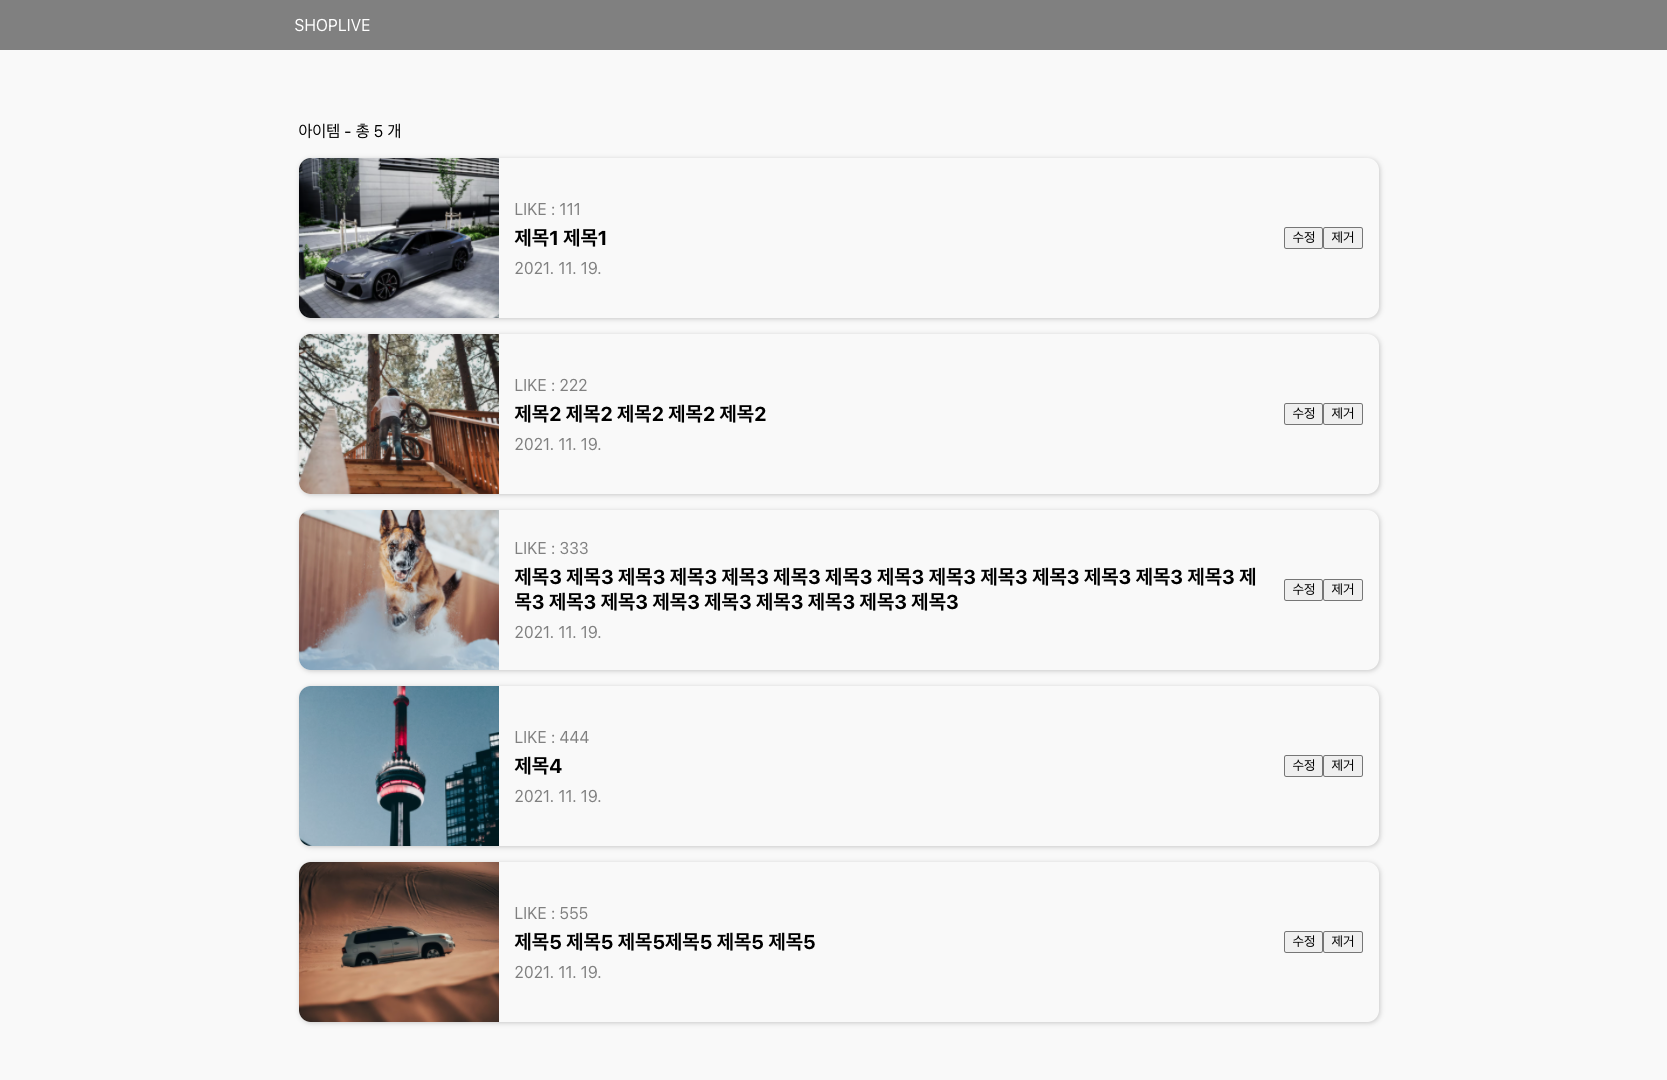 SHOPLIVE
아이템 - 총 5 개
LIKE : 111
제목1 제목1
2021. 11. 19.
수정 제거
LIKE : 222
제목2 제목2 제목2 제목2 제목2
2021. 11. 19.
수정 제거
LIKE : 333
제목3 제목3 제목3 제목3 제목3 제목3 제목3 제목3 제목3 제목3 제목3 제목3 제목3 제목3 제
목3 제목3 제목3 제목3 제목3 제목3 제목3 제목3 제목3
2021. 11. 19.
수정 제거
LIKE : 444
제목4
2021. 11. 19.
수정 제거
LIKE : 555
제목5 제목5 제목5제목5 제목5 제목5
2021. 11. 19.
수정 제거